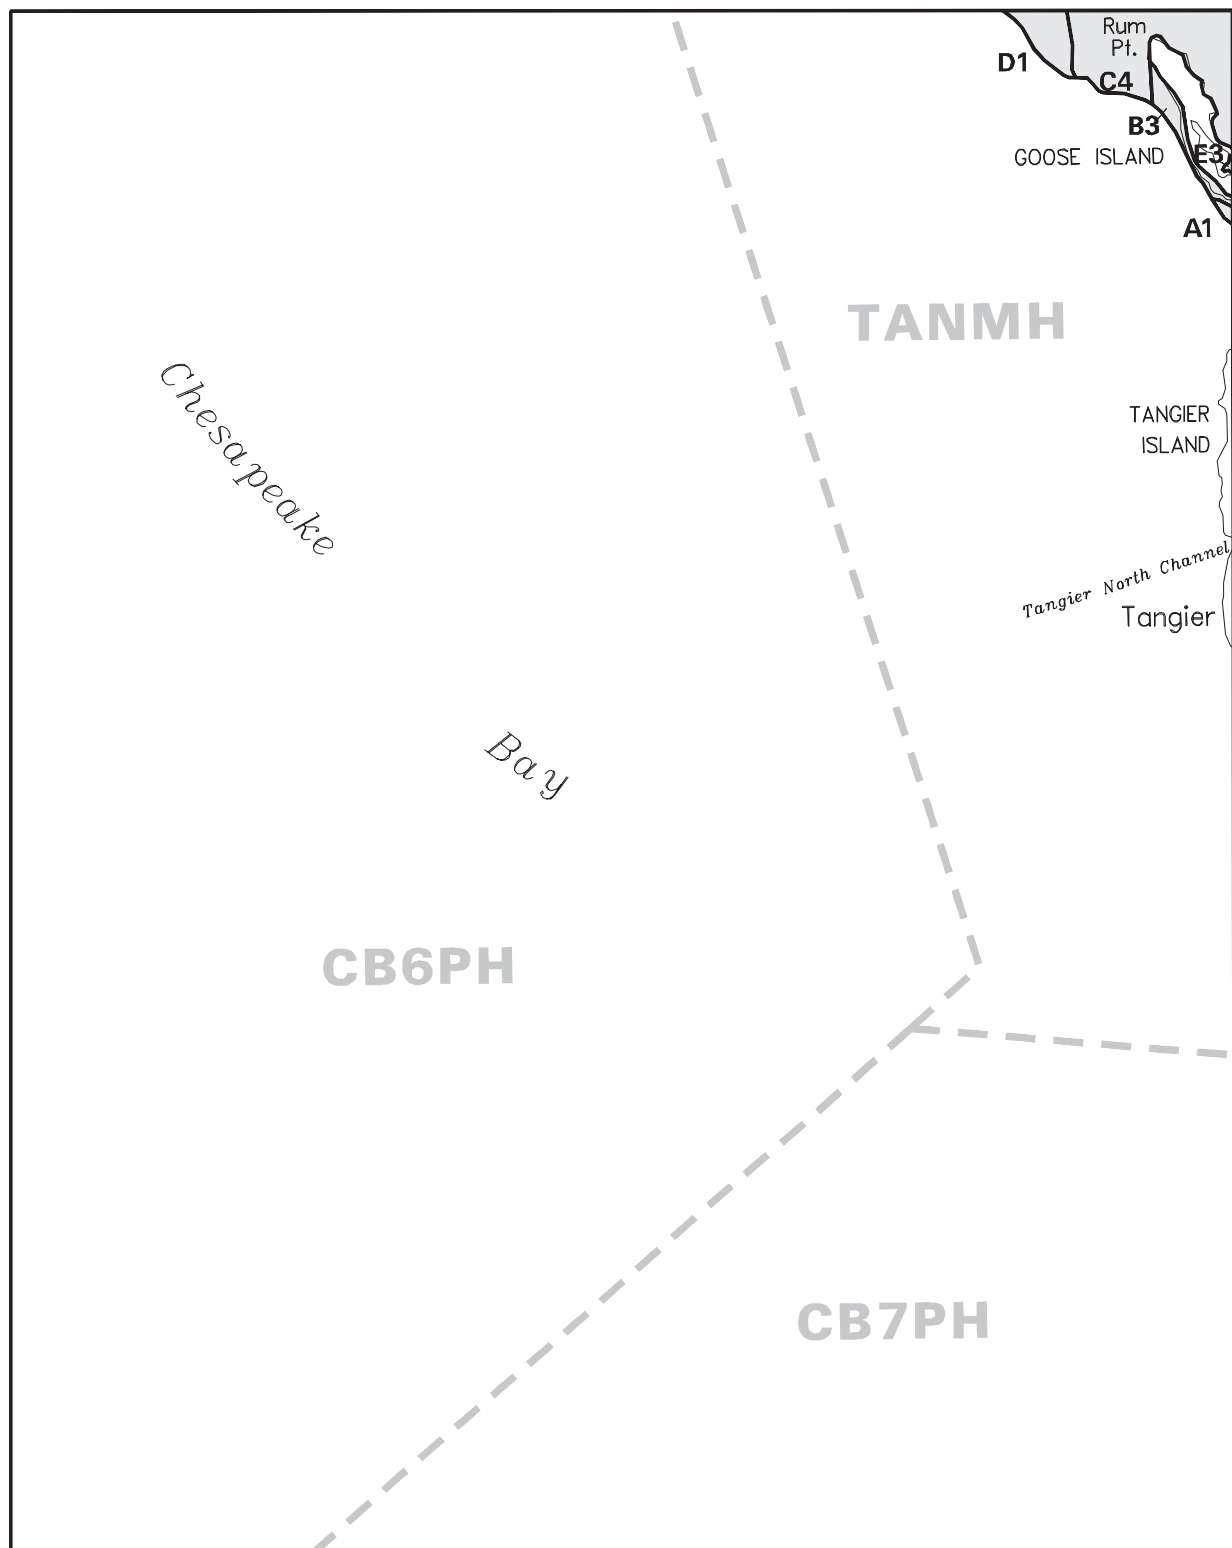 Rum
Pt.
D1
C4
B3
GOOSE ISLAND
E3
A1
TANMH
Chesapeake
TANGIER
ISLAND
Tangier North Channel
Tangier
Bay
CB6PH
CB7PH